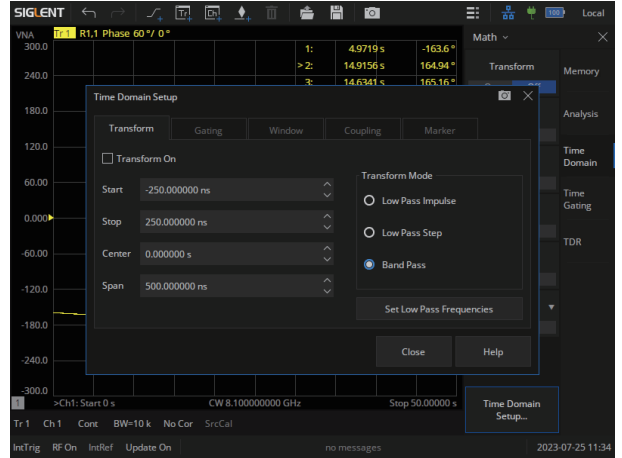 SIGLENT Tr Ch 100 Local
VNA Tr 1 R1,1 Phase 60 °/ 0 ° Math
300.0 1: 4.9719 s -163.6 °
> 2: 14.9156 s 164.94 ° Transform
240.0 3: 14.6341 s 165.16 ° Off Memory
Time Domain Setup
180.0 Analysis
Transform Gating Window Coupling Marker
120.0 Time Domain
Transform On
Transform Mode
60.00 Start -250.000000 ns Low Pass Impulse Time Gating
0.000 Stop 250.000000 ns Low Pass Step
TDR
-60.00 Center 0.000000 s Band Pass
-120.0 Span 500.000000 ns
Set Low Pass Frequencies
-180.0
-240.0 Close Help
-300.0
1 >Ch1: Start 0 s CW 8.100000000 GHz Stop 50.00000 s Time Domain Setup...
Tr 1 Ch 1 Cont BW=10 k No Cor SrcCal
IntTrig RF On IntRef Update On no messages 2023-07-25 11:34